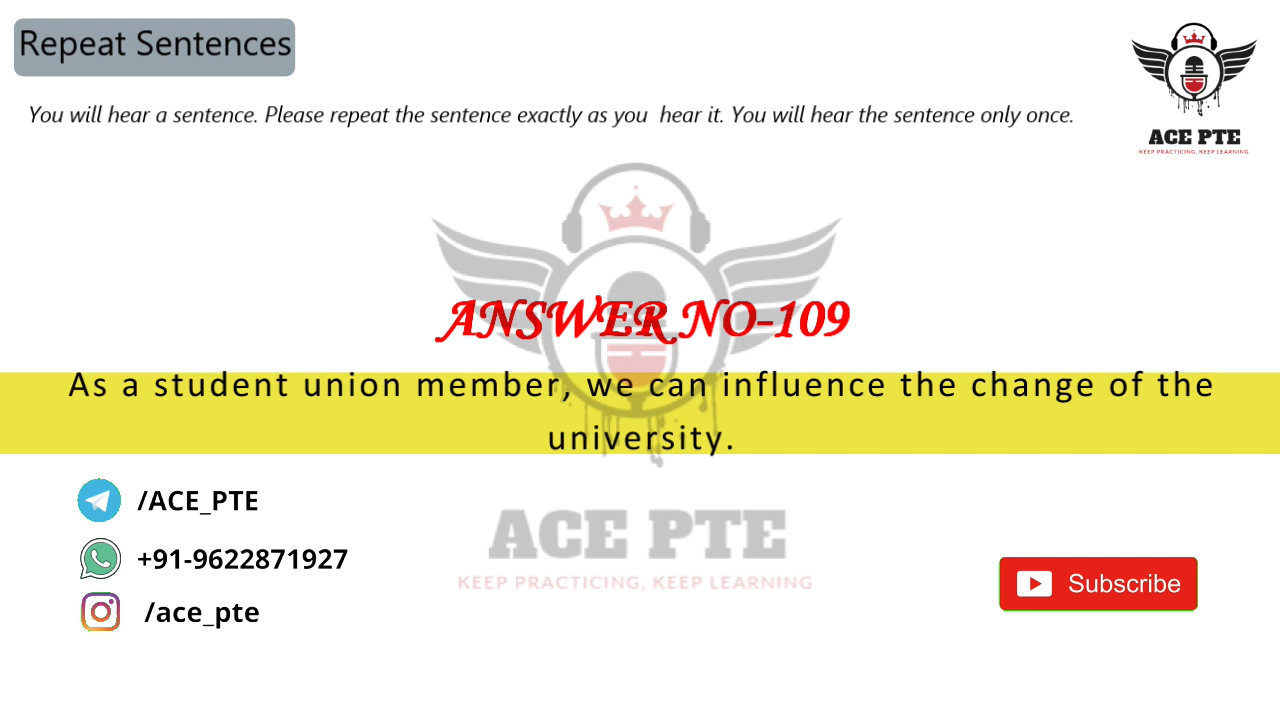 Repeat Sentences
You will hear a sentence. Please repeat the sentence exactly as you hear it. You will hear the sentence only once.
ACE PTE
KEEP PRACTICING, KEEP LEARNING
ANSWER NO-109
As a student union member, we can influence the change of the
university.
/ACE_PTE
+91-9622871927
/ace_pte
ACE PTE
KEEP PRACTICING, KEEP LEARNING
Subscribe